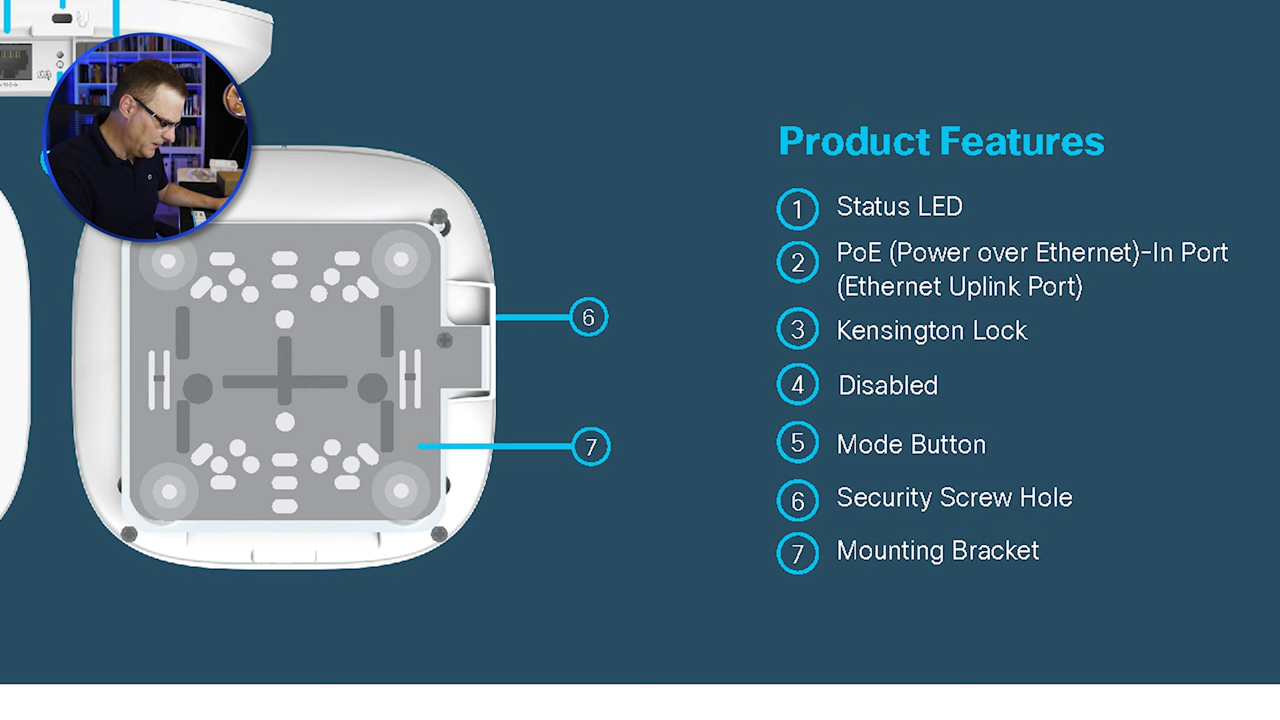 Product Features
1 Status LED
2 PoE (Power over Ethernet)-In Port
(Ethernet Uplink Port)
3 Kensington Lock
4 Disabled
5 Mode Button
6 Security Screw Hole
7 Mounting Bracket
6
7